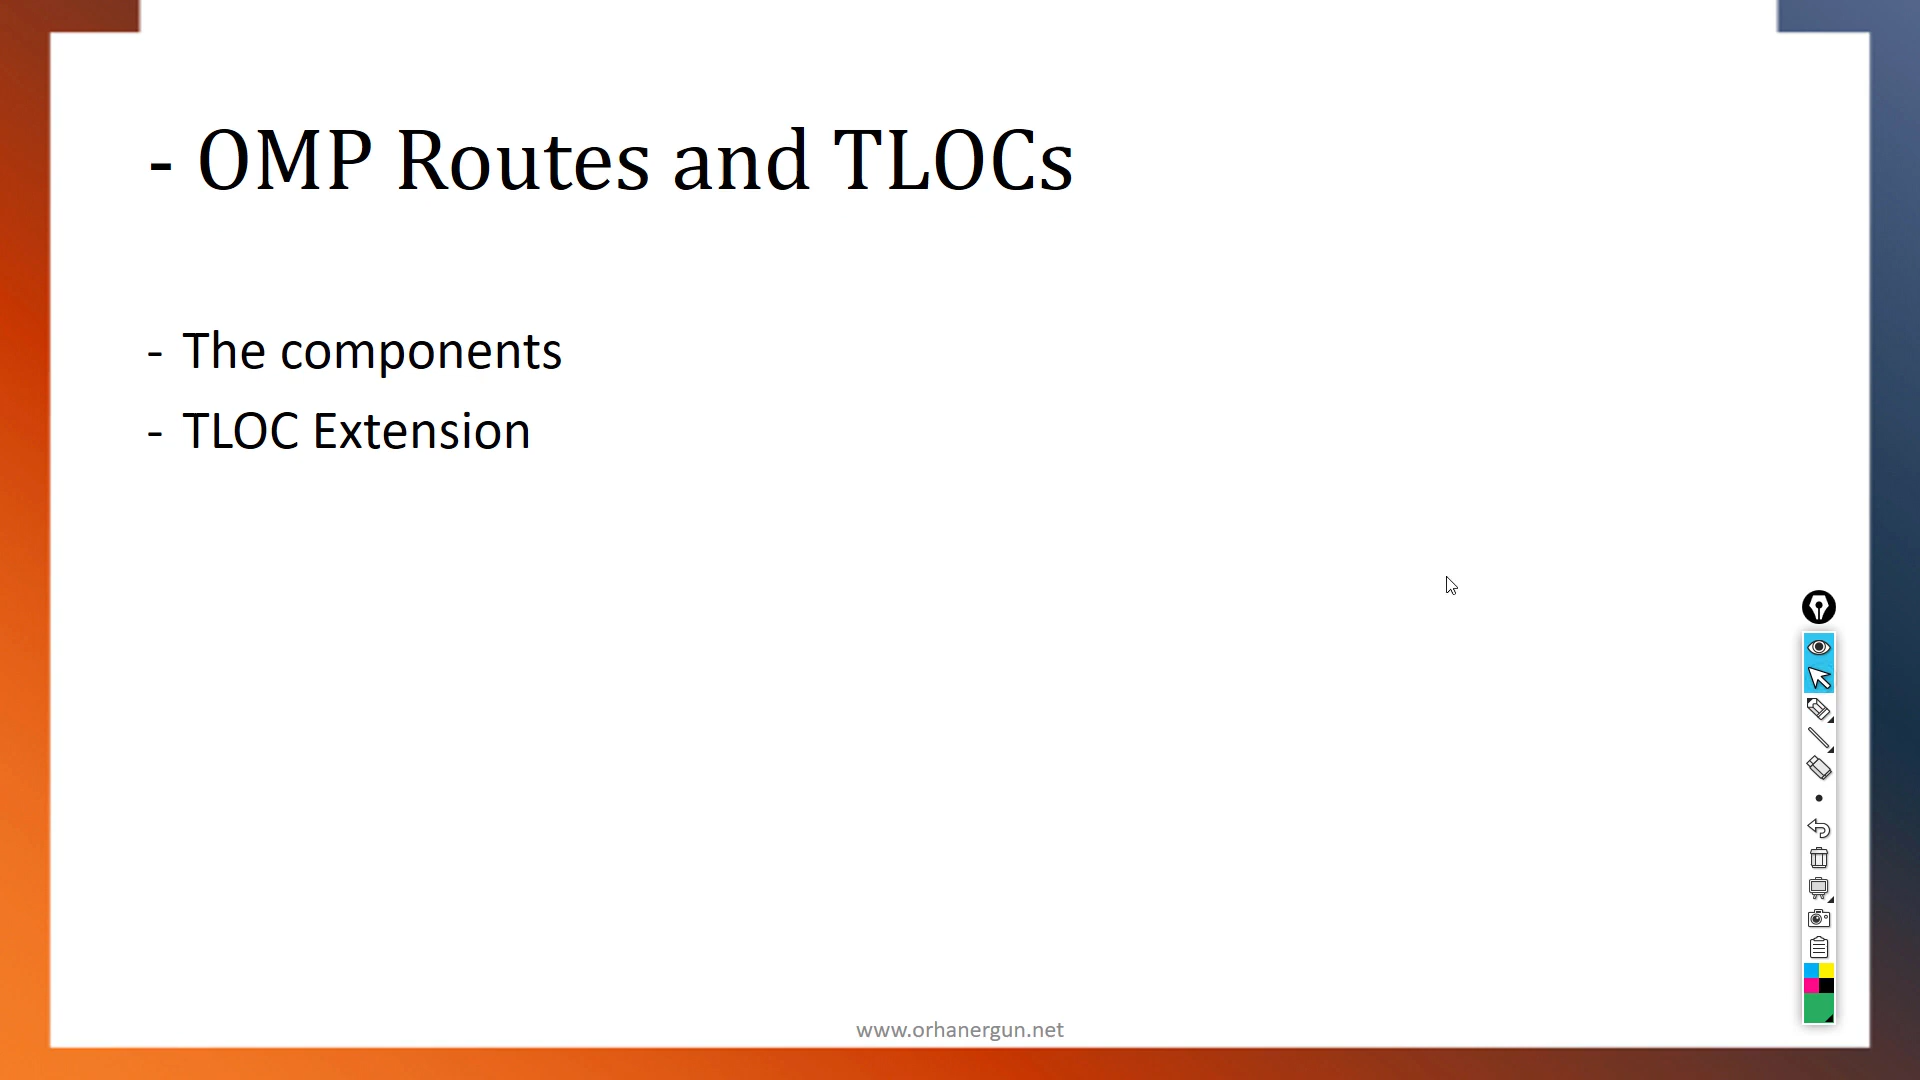 - OMP Routes and TLOCs
- The components
- TLOC Extension
www.orhanergun.net